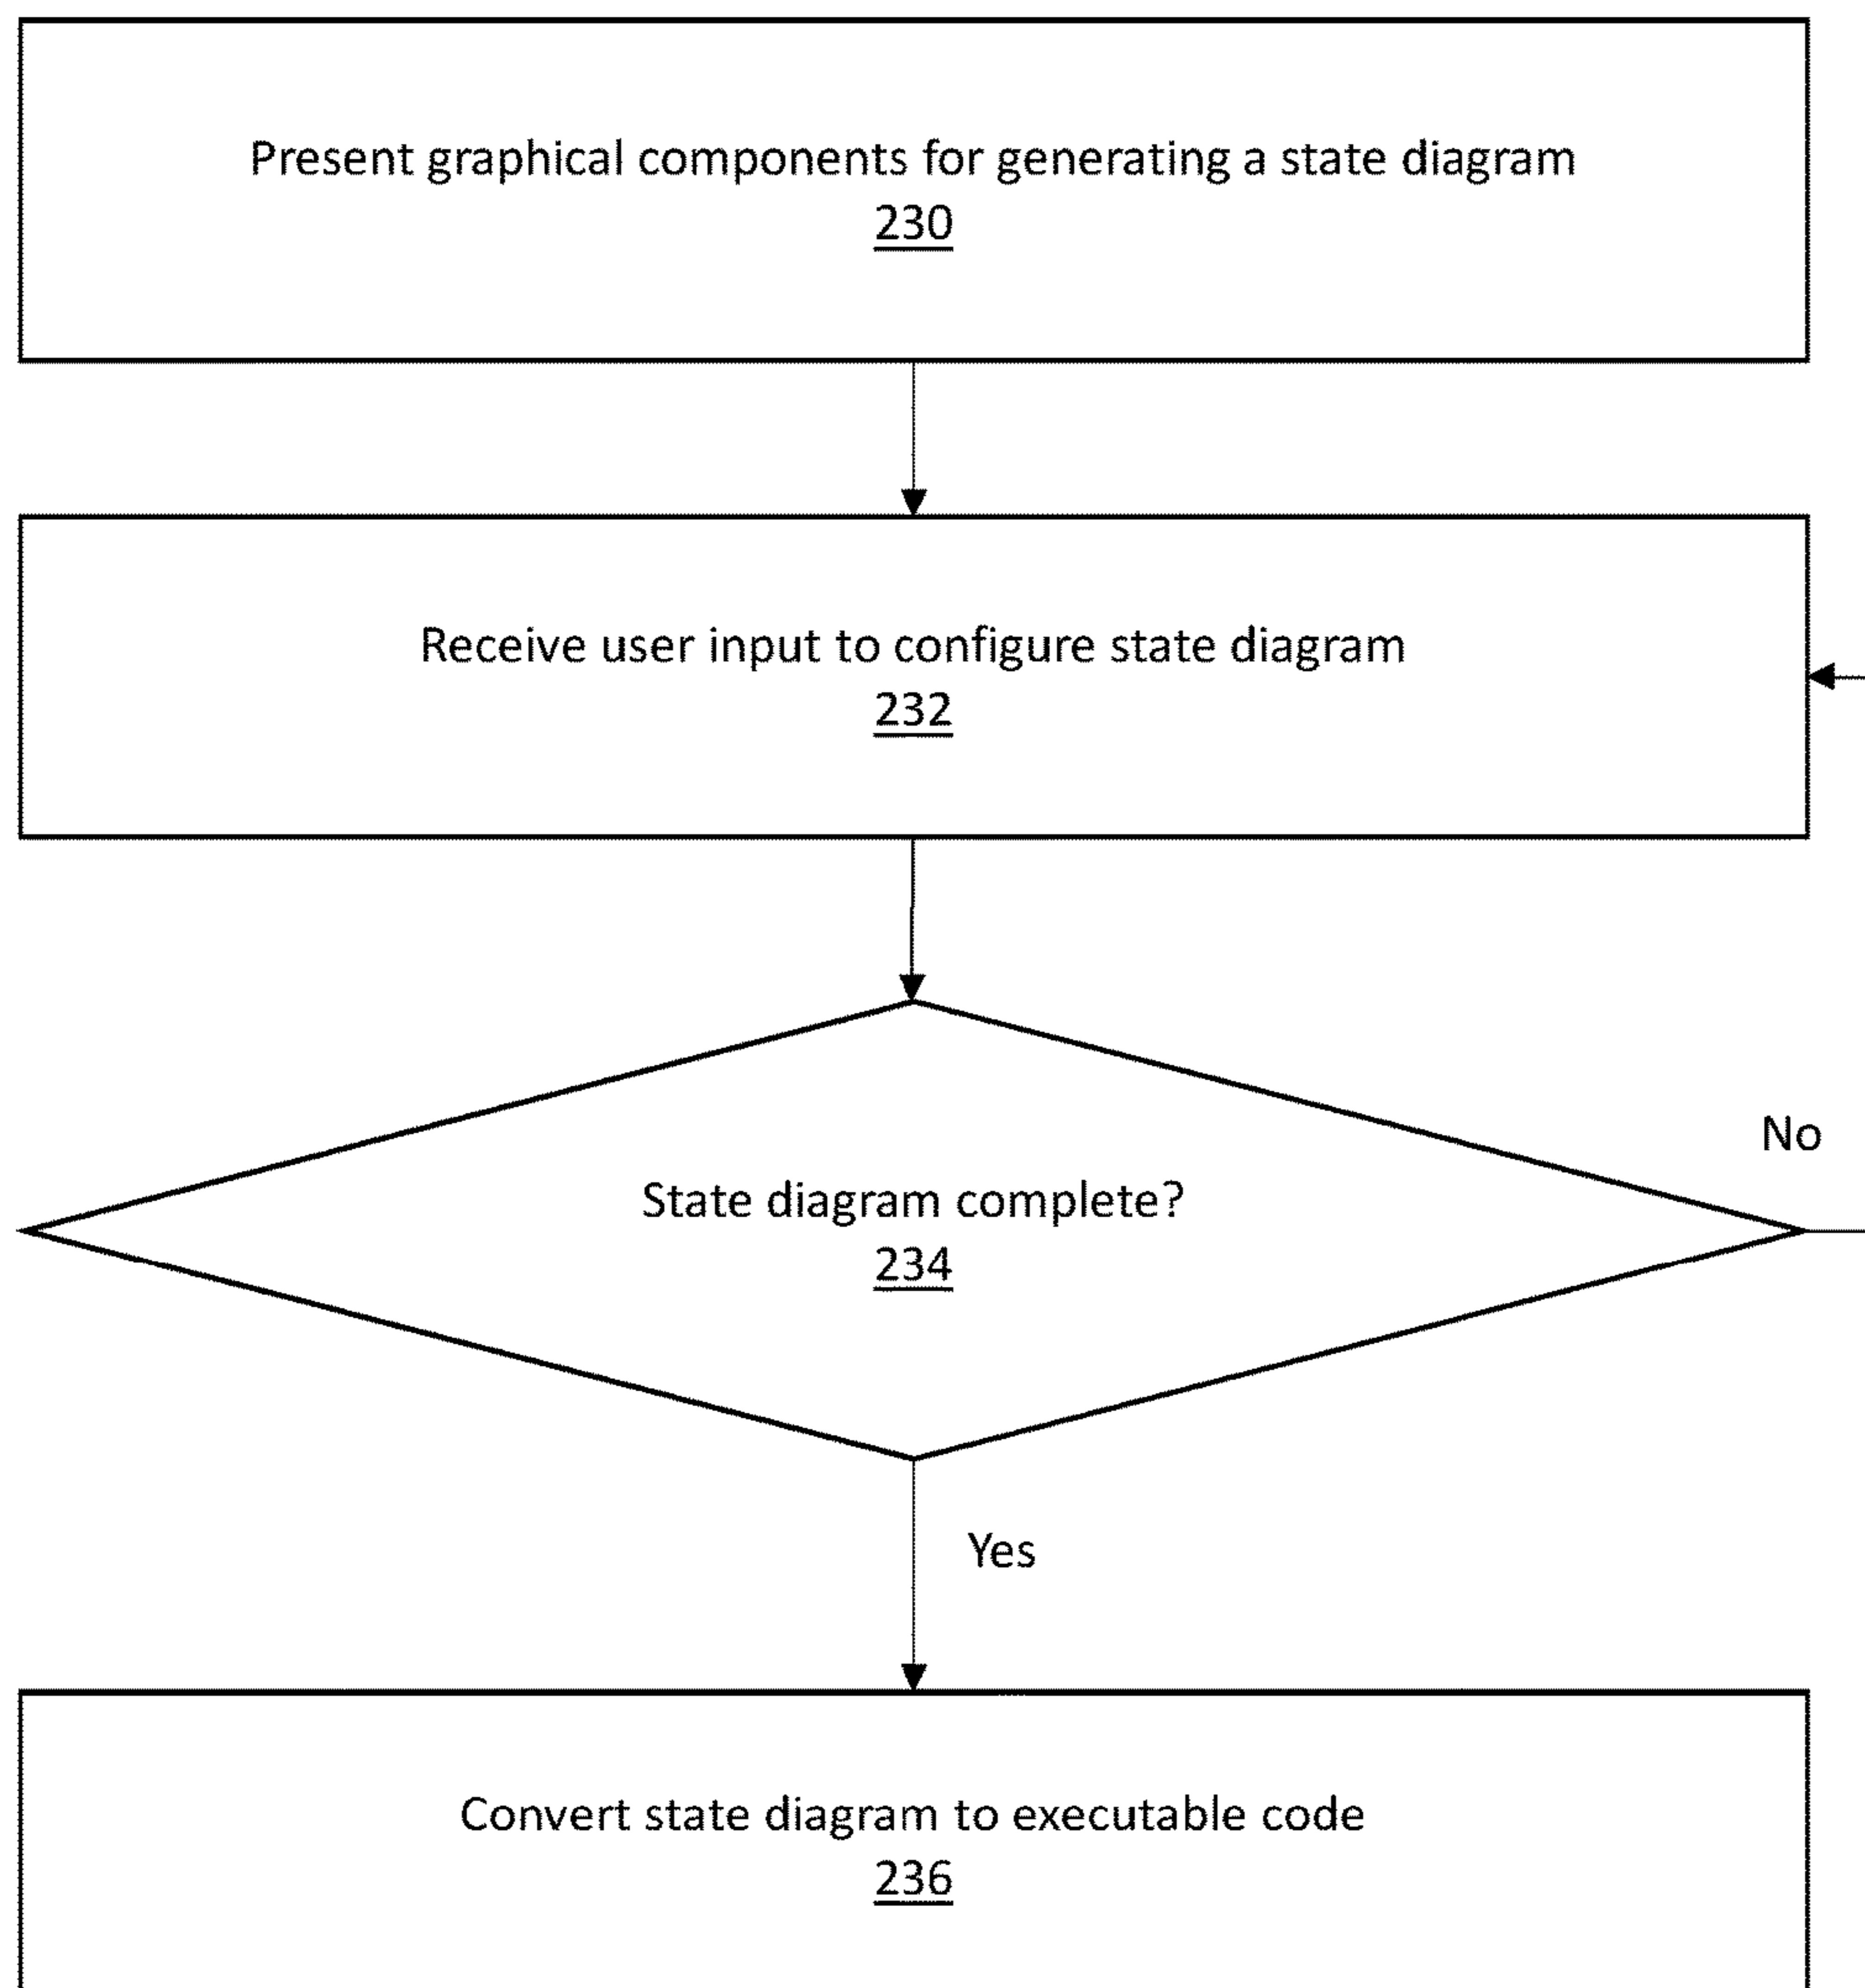 Present graphical components for generating a state diagram
230
Receive user input to configure state diagram
232
No
State diagram complete?
234
Yes
Convert state diagram to executable code
236